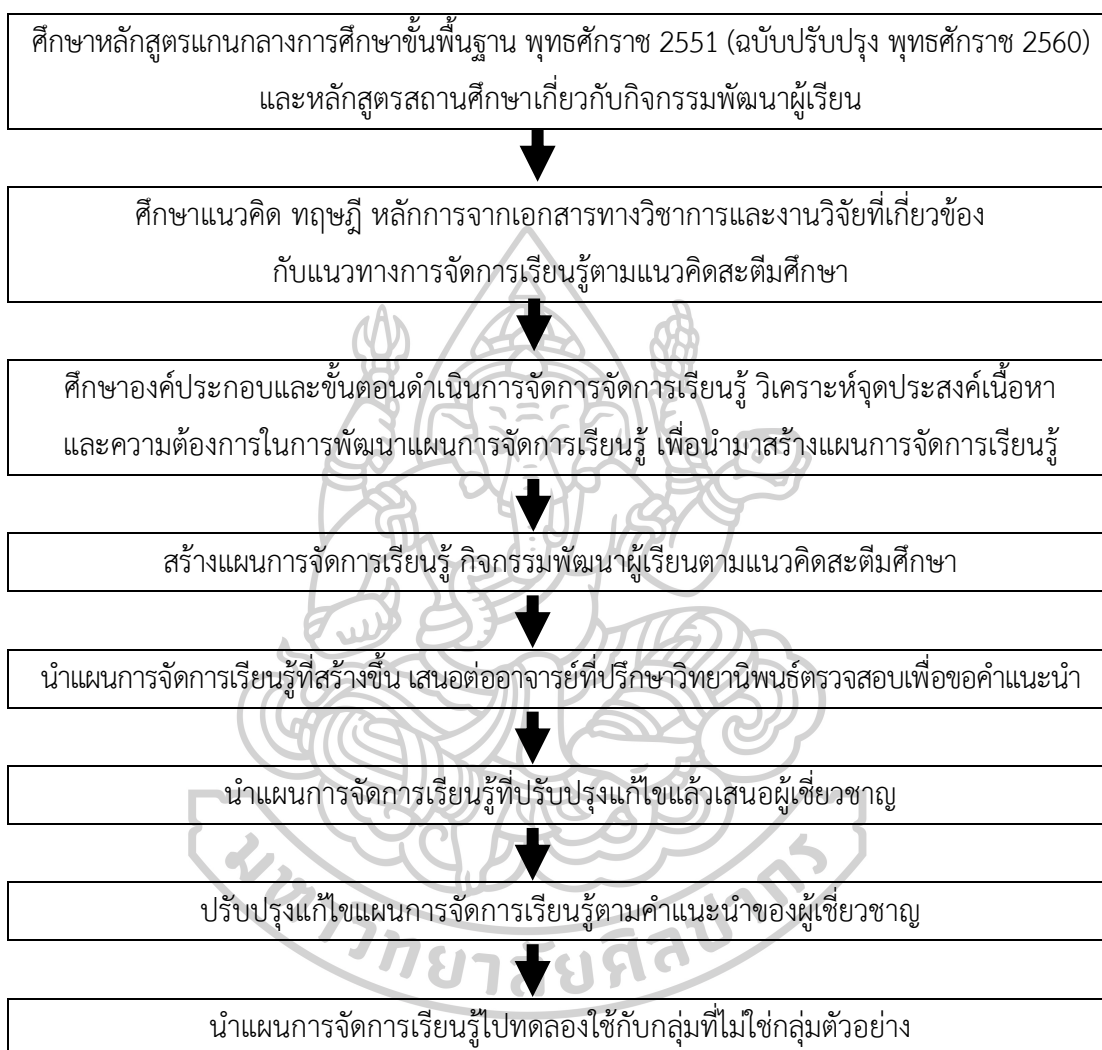 ศึกษาหลักสูตรแกนกลางการศึกษาขั้นพื้นฐาน พุทธศักราช 2551 (ฉบับปรับปรุง พุทธศักราช 2560)
และหลักสูตรสถานศึกษาเกี่ยวกับกิจกรรมพัฒนาผู้เรียน
ศึกษาแนวคิด ทฤษฎี หลักการจากเอกสารทางวิชาการและงานวิจัยที่เกี่ยวข้อง
กับแนวทางการจัดการเรียนรู้ตามแนวคิดสะตีมศึกษา
ศึกษาองค์ประกอบและขั้นตอนดำเนินการจัดการจัดการเรียนรู้ วิเคราะห์จุดประสงค์เนื้อหา
และความต้องการในการพัฒนาแผนการจัดการเรียนรู้ เพื่อนำมาสร้างแผนการจัดการเรียนรู้
สร้างแผนการจัดการเรียนรู้ กิจกรรมพัฒนาผู้เรียนตามแนวคิดสะตีมศึกษา
นำแผนการจัดการเรียนรู้ที่สร้างขึ้น เสนอต่ออาจารย์ที่ปรึกษาวิทยานิพนธ์ตรวจสอบเพื่อขอคำแนะนำ
นำแผนการจัดการเรียนรู้ที่ปรับปรุงแก้ไขแล้วเสนอผู้เชี่ยวชาญ
ปรับปรุงแก้ไขแผนการจัดการเรียนรู้ตามคำแนะนำของผู้เชี่ยวชาญ
มหาวิทยาลัยศิลปากร
นำแผนการจัดการเรียนรู้ไปทดลองใช้กับกลุ่มที่ไม่ใช่กลุ่มตัวอย่าง